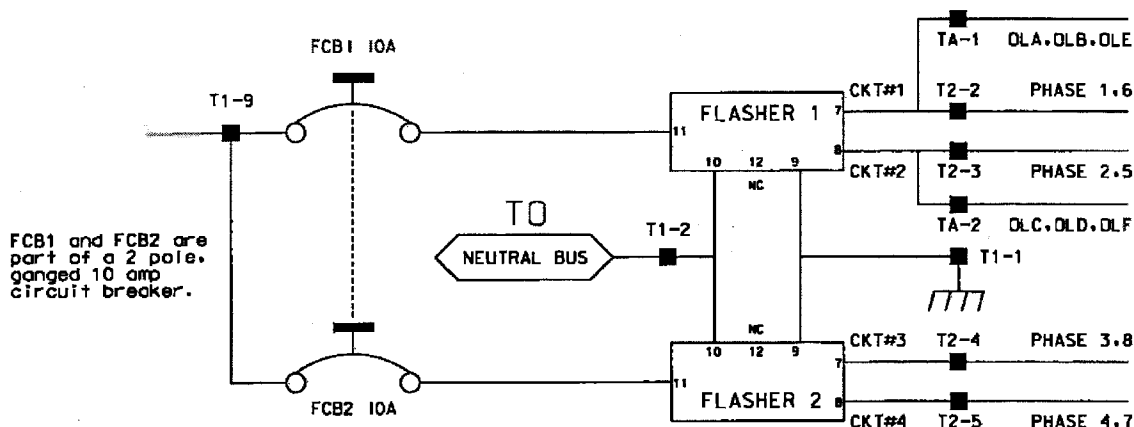 FCB1 10A
T1-9
FCB1 and FCB2 are
part of a 2 pole.
ganged 10 amp
circuit breaker.
FCB2 10A
TO
NEUTRAL BUS
T1-2
11
FLASHER 1
7
8
10 12 9
NC
CKT#1
CKT#2
TA-1 OLA.OLB.OLE
T2-2 PHASE 1.6
T2-3 PHASE 2.5
TA-2 OLC.OLD.OLF
T1-1
NC
10 12 9
11
FLASHER 2
7
8
CKT#3 T2-4 PHASE 3.8
CKT#4 T2-5 PHASE 4.7